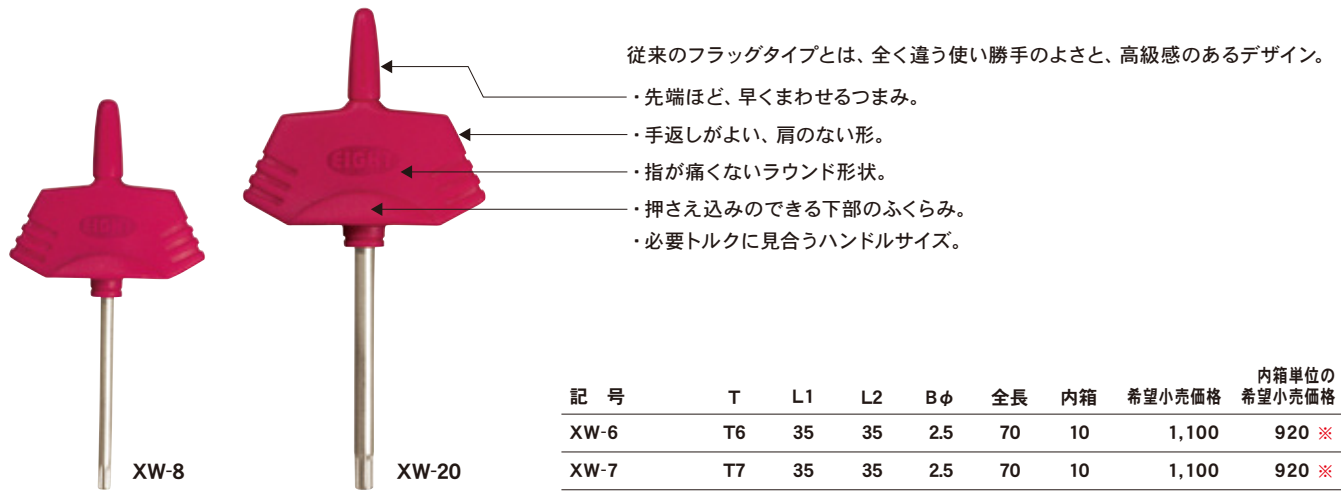 従来のフラッグタイプとは、全く違う使い勝手のよさと、高級感のあるデザイン。
・先端ほど、早くまわせるつまみ。
・手返しがよい、肩のない形。
・指が痛くないラウンド形状。
・押さえ込みのできる下部のふくらみ。
・必要トルクに見合うハンドルサイズ。
EIGHT
EIGHT
XW-8
XW-20
記 号 T L1 L2 Bφ 全長 内箱 希望小売価格 内箱単位の希望小売価格
XW-6 T6 35 35 2.5 70 10 1,100 920 ※
XW-7 T7 35 35 2.5 70 10 1,100 920 ※